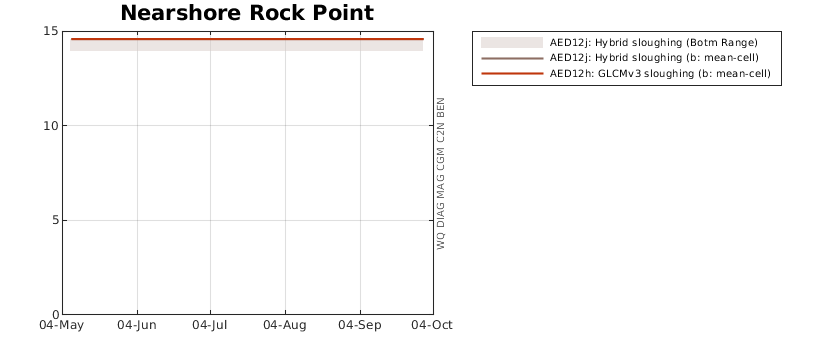 Nearshore Rock Point
15
10
5
0
04-May 04-Jun 04-Jul 04-Aug 04-Sep 04-Oct
WQ DIAG MAG CGM C2N BEN
AED12j: Hybrid sloughing (Botm Range)
AED12j: Hybrid sloughing (b: mean-cell)
AED12h: GLCMv3 sloughing (b: mean-cell)